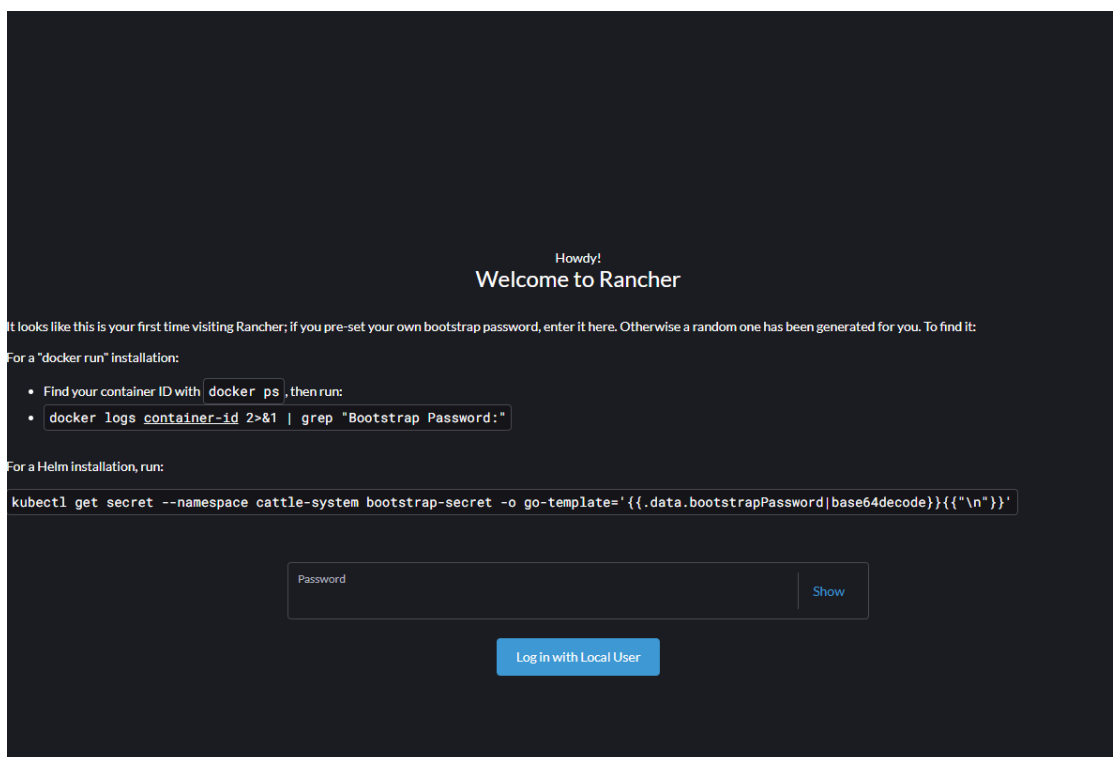 Howdy!
Welcome to Rancher
It looks like this is your first time visiting Rancher; if you pre-set your own bootstrap password, enter it here. Otherwise a random one has been generated for you. To find it:
For a "docker run" installation:
• Find your container ID with docker ps, then run:
• docker logs container-id 2>&1 | grep "Bootstrap Password:"
For a Helm installation, run:
kubectl get secret --namespace cattle-system bootstrap-secret -o go-template='{{.data.bootstrapPassword|base64decode}}{{"\n"}}'
Password
Show
Log in with Local User